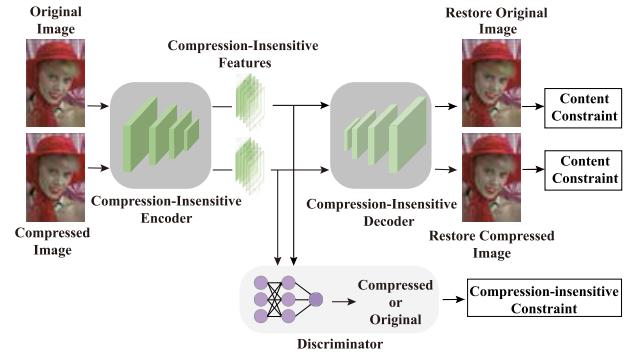 Original
Image
Compression-Insensitive
Features
Restore Original
Image
Content
Constraint
Content
Constraint
Compression-Insensitive
Encoder
Compression-Insensitive
Decoder
Compressed
Image
Restore Compressed
Image
Compressed
or
Original
Compression-insensitive
Constraint
Discriminator